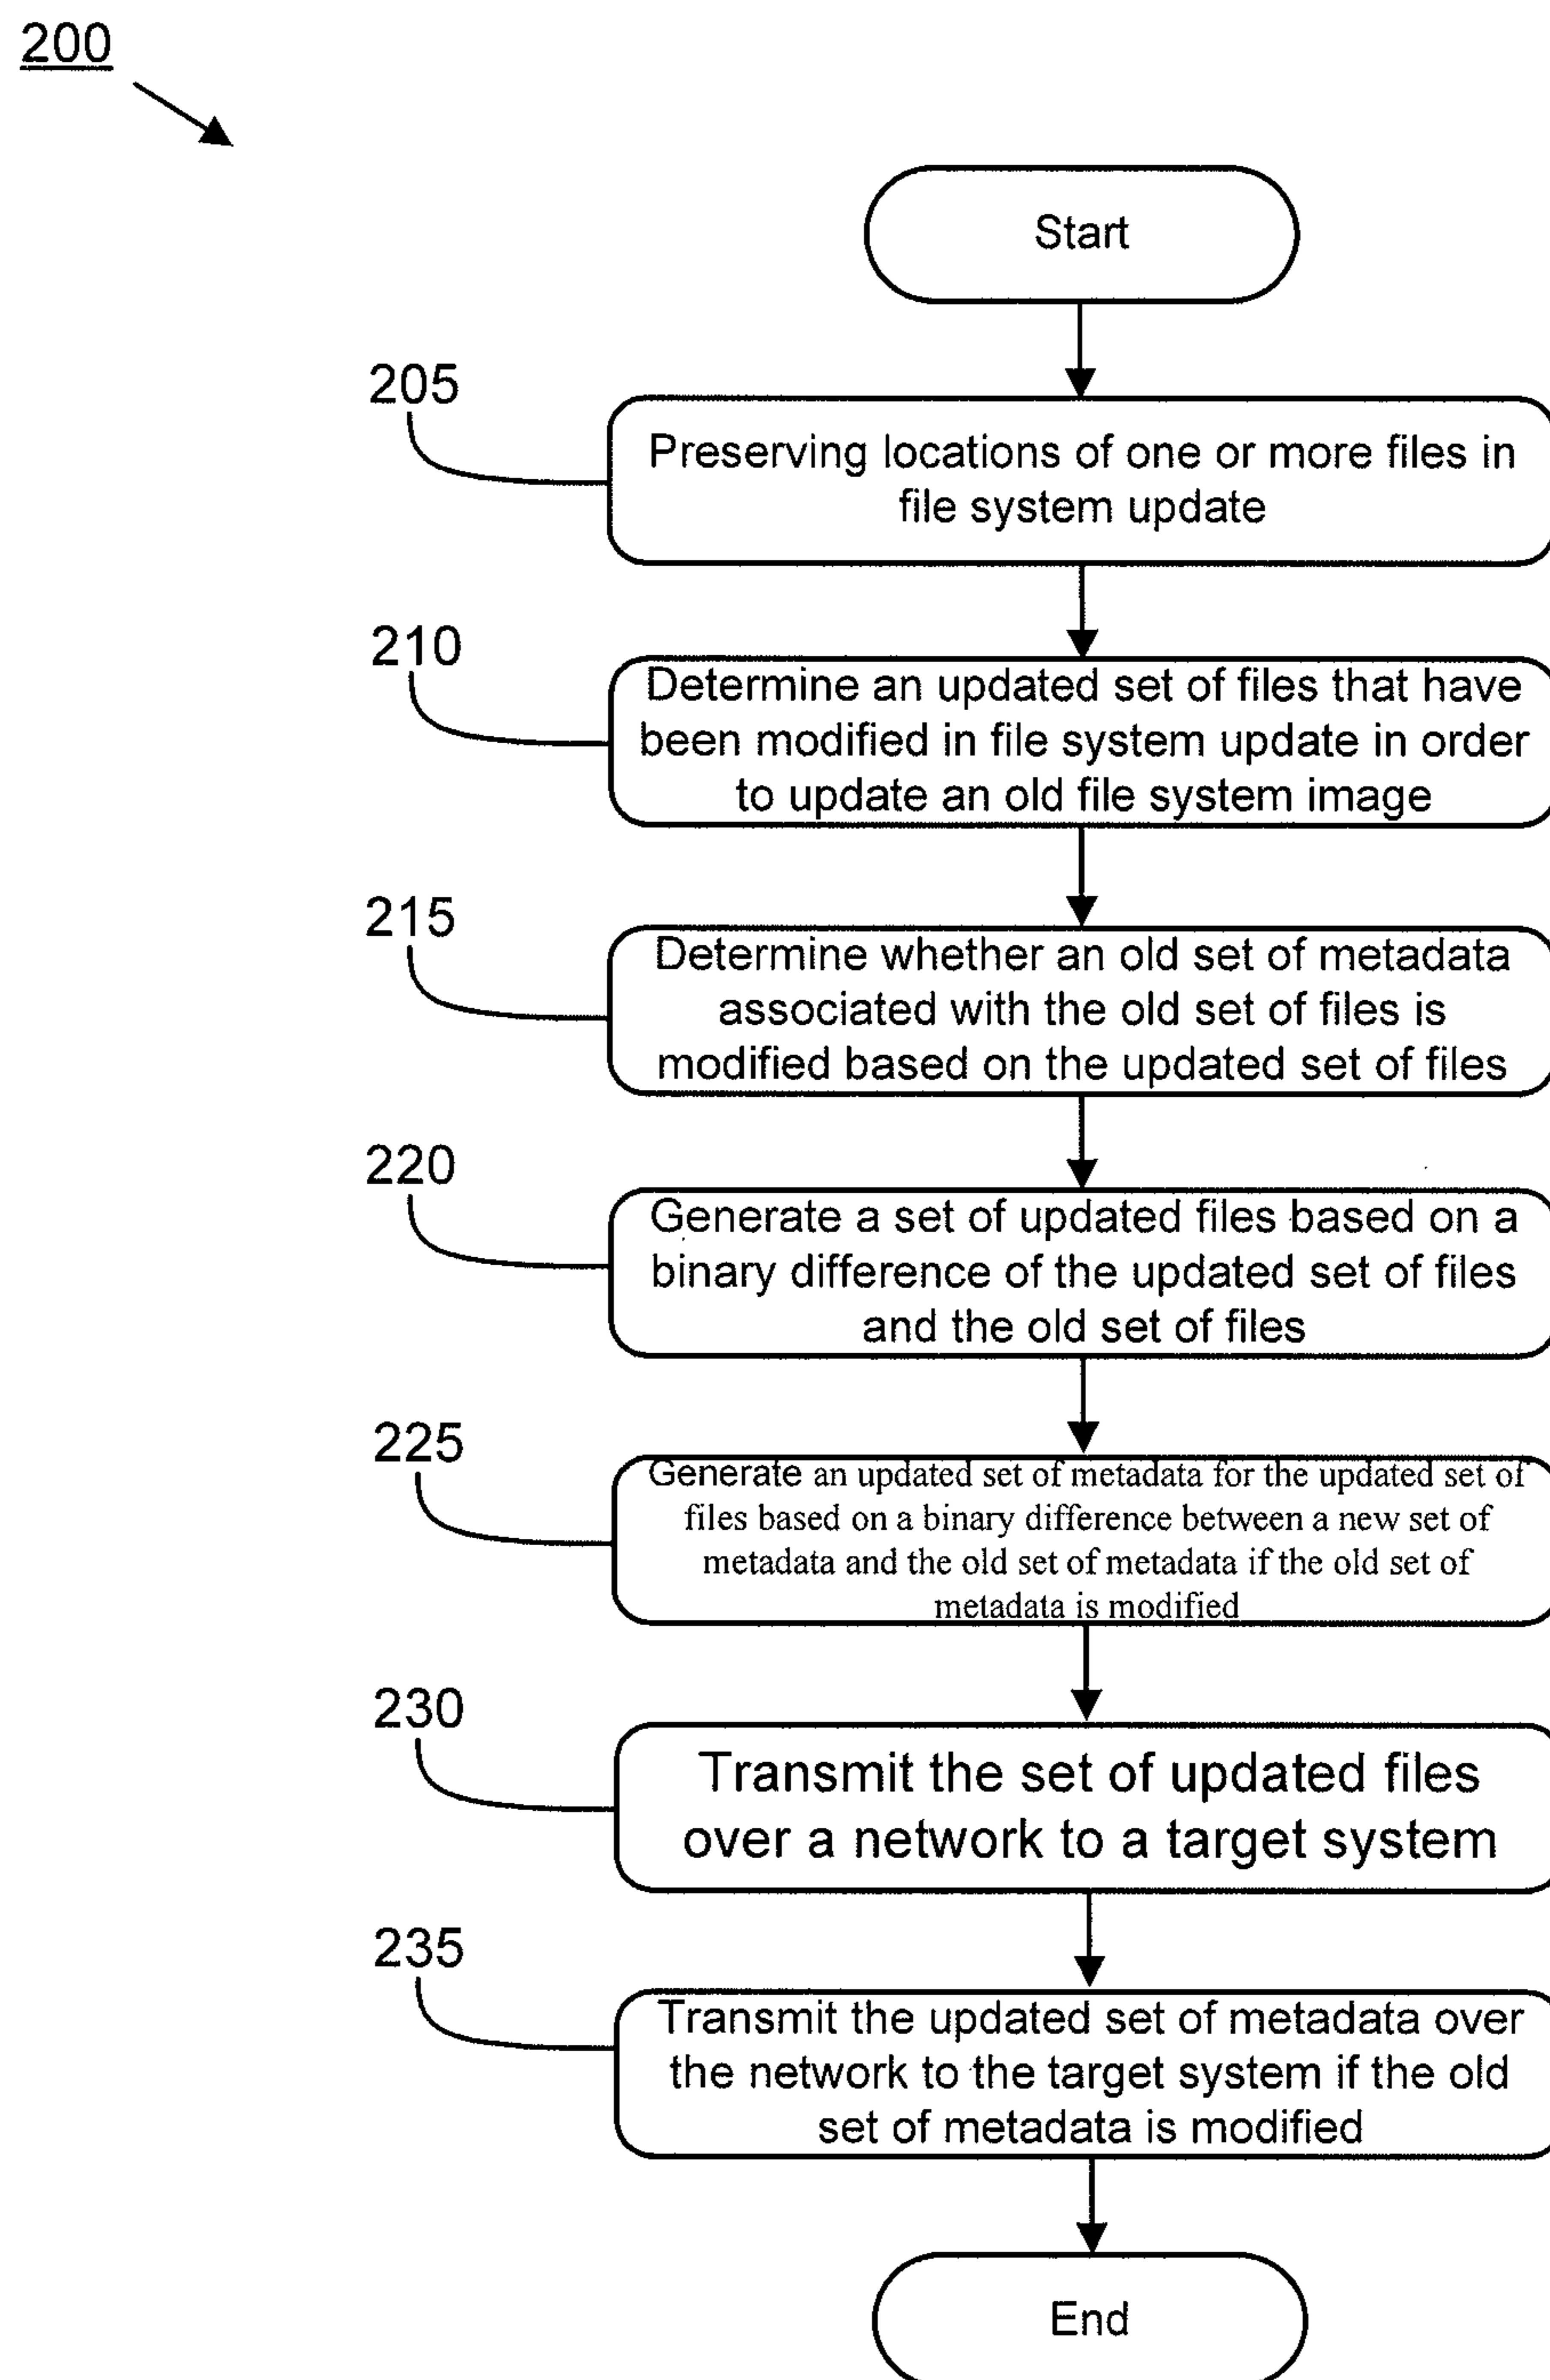 200
Start
205
Preserving locations of one or more files in
file system update
210
Determine an updated set of files that have
been modified in file system update in order
to update an old file system image
215
Determine whether an old set of metadata
associated with the old set of files is
modified based on the updated set of files
220
Generate a set of updated files based on a
binary difference of the updated set of files
and the old set of files
225
Generate an updated set of metadata for the updated set of
files based on a binary difference between a new set of
metadata and the old set of metadata if the old set of
metadata is modified
230
Transmit the set of updated files
over a network to a target system
235
Transmit the updated set of metadata over
the network to the target system if the old
set of metadata is modified
End